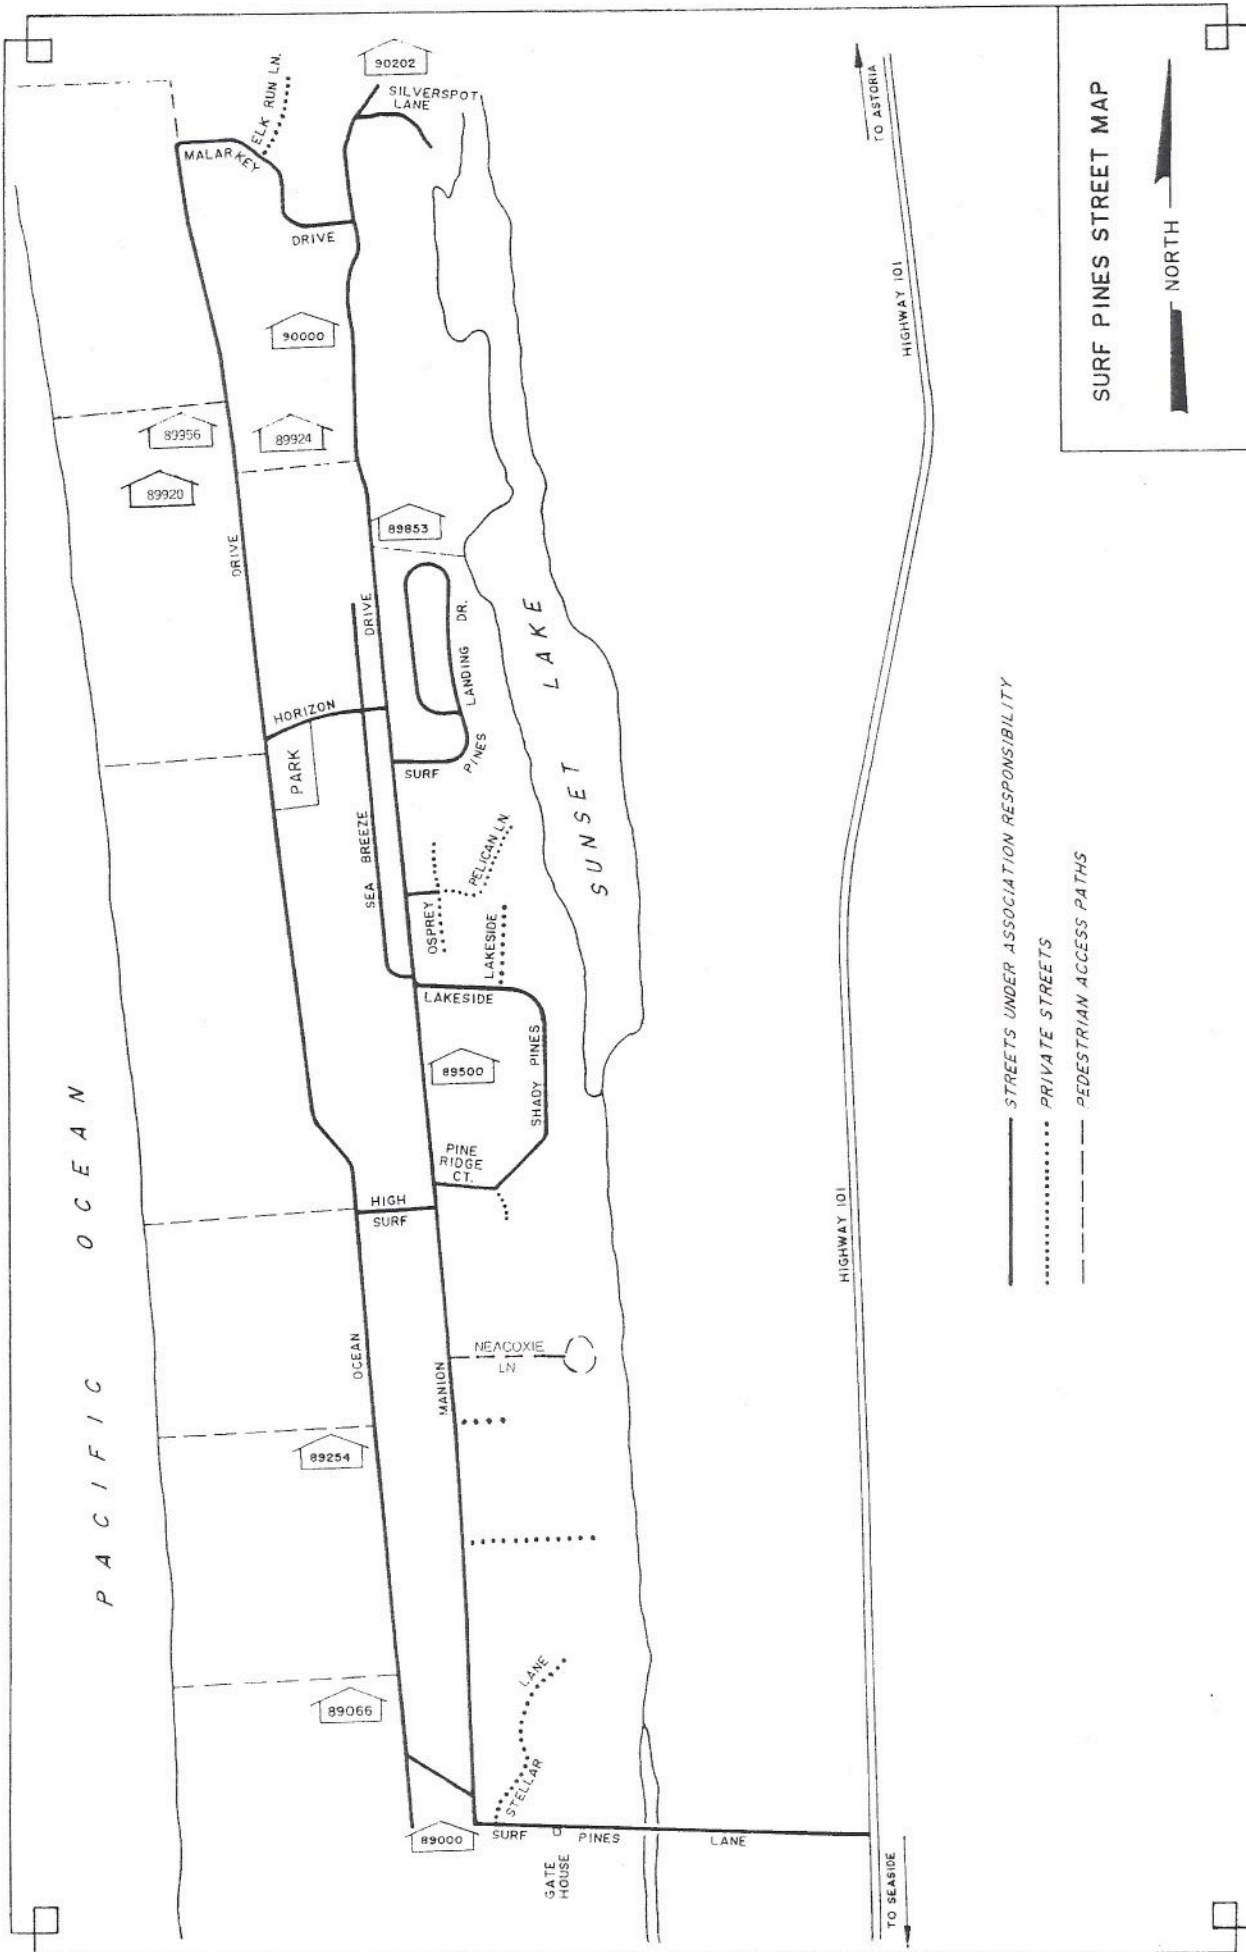 SURF PINES STREET MAP
NORTH
TO ASTORIA
HIGHWAY 101
HIGHWAY 101
TO SEASIDE
90202
SILVERSPOT
LANE
ELK RUN LN.
MALARKEY
DRIVE
90000
89956
89924
89920
89853
DRIVE
DRIVE
HORIZON
PARK
LANDING DR.
SURF
PINES
SEA BREEZE
PELICAN LN.
OSPREY
LAKESIDE
LAKESIDE
SUNSET LAKE
89500
SHADY PINES
PINE
RIDGE
CT.
HIGH
SURF
OCEAN
MANION
NEACOXIE
LN
89254
89066
STELLAR LANE
89000
SURF PINES LANE
GATE
HOUSE
PACIFIC OCEAN
STREETS UNDER ASSOCIATION RESPONSIBILITY
PRIVATE STREETS
PEDESTRIAN ACCESS PATHS